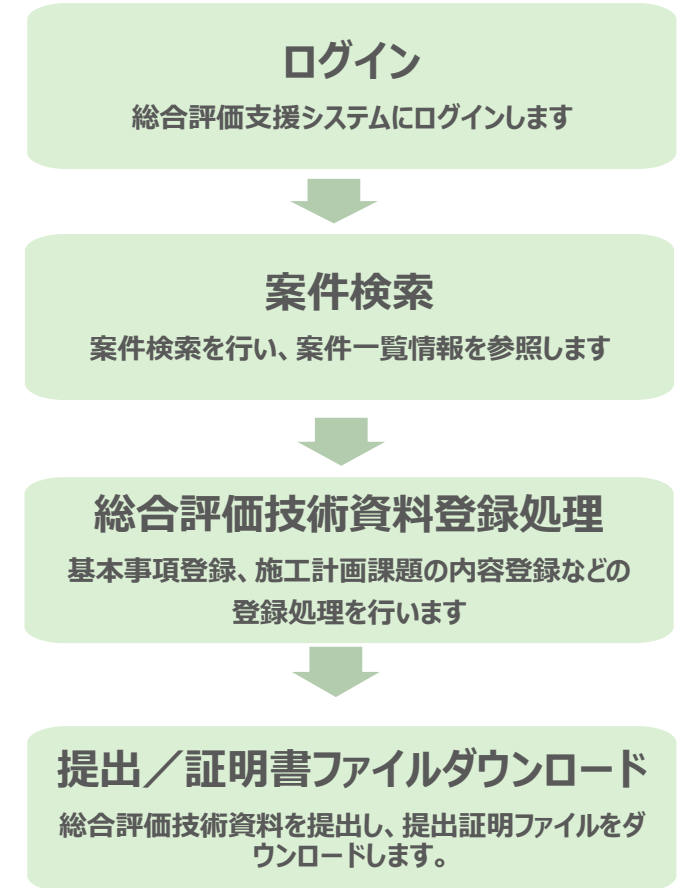 ログイン
総合評価支援システムにログインします
案件検索
案件検索を行い、案件一覧情報を参照します
総合評価技術資料登録処理
基本事項登録、施工計画課題の内容登録などの
登録処理を行います
提出／証明書ファイルダウンロード
総合評価技術資料を提出し、提出証明ファイルをダ
ウンロードします。